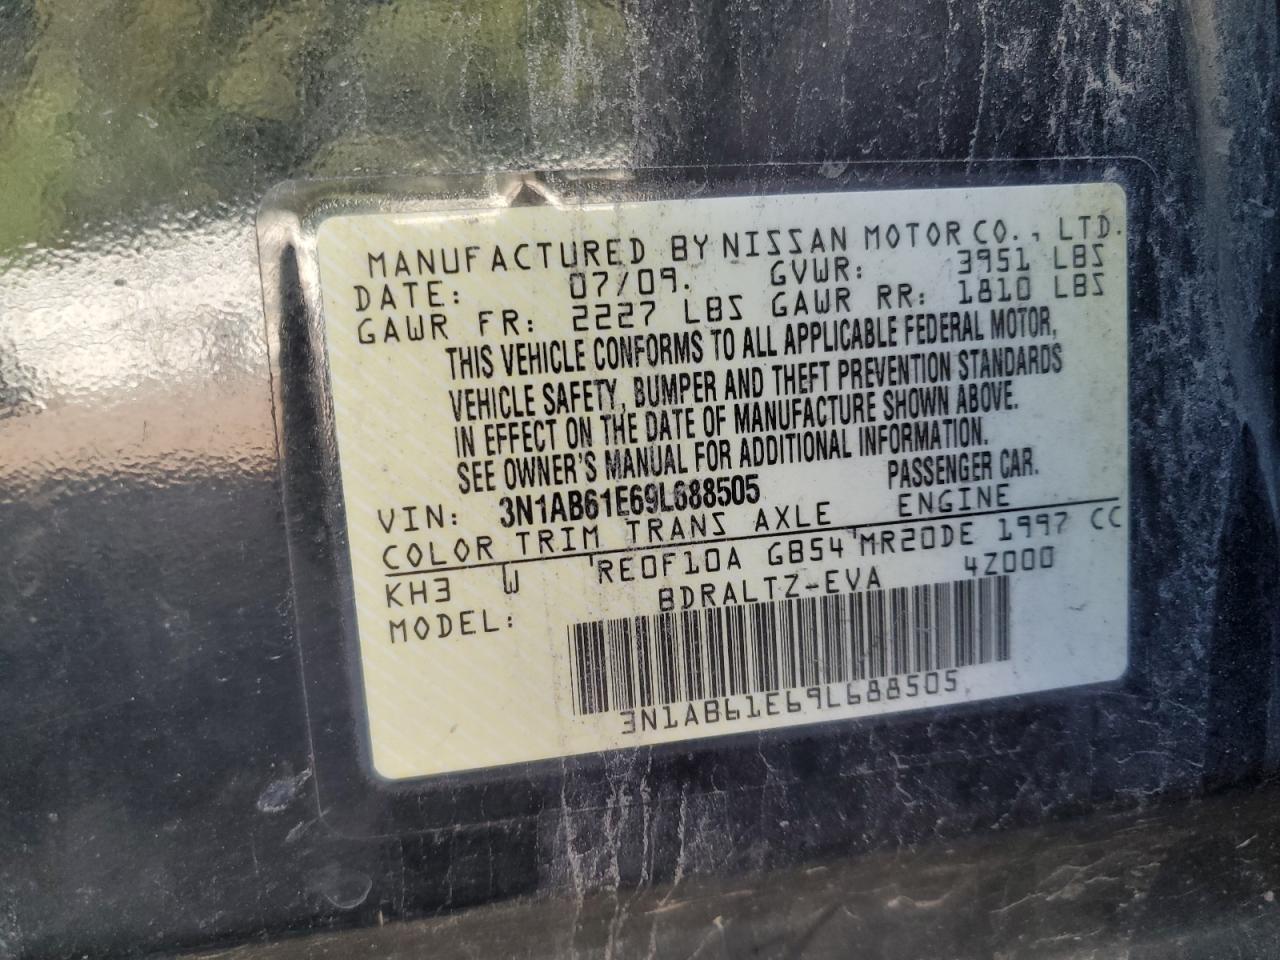 MANUFACTURED BY NISSAN MOTOR CO., LTD.
DATE: 07/09. GVWR: 3951 LBS
GAWR FR: 2227 LBS GAWR RR: 1810 LBS
THIS VEHICLE CONFORMS TO ALL APPLICABLE FEDERAL MOTOR,
VEHICLE SAFETY, BUMPER AND THEFT PREVENTION STANDARDS
IN EFFECT ON THE DATE OF MANUFACTURE SHOWN ABOVE.
SEE OWNER'S MANUAL FOR ADDITIONAL INFORMATION.
VIN: 3N1AB61E69L688505 PASSENGER CAR.
COLOR TRIM TRANS AXLE ENGINE
KH3 W RE0F10A GB54 MR20DE 1997 CC
MODEL: BDRALTZ-EVA 4Z000
3N1AB61E69L688505